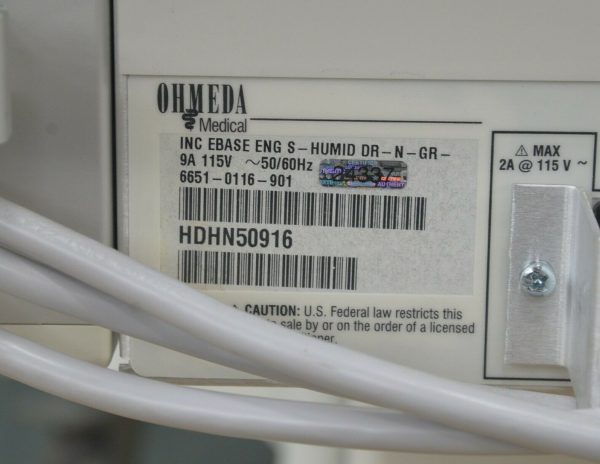 OHMEDA
Medical
INC EBASE ENG S-HUMID DR-N-GR-
9A 115V ~50/60Hz
6651-0116-901
HDHN50916
⚠ CAUTION: U.S. Federal law restricts this
sale by or on the order of a licensed
⚠ MAX
2A @ 115 V ~